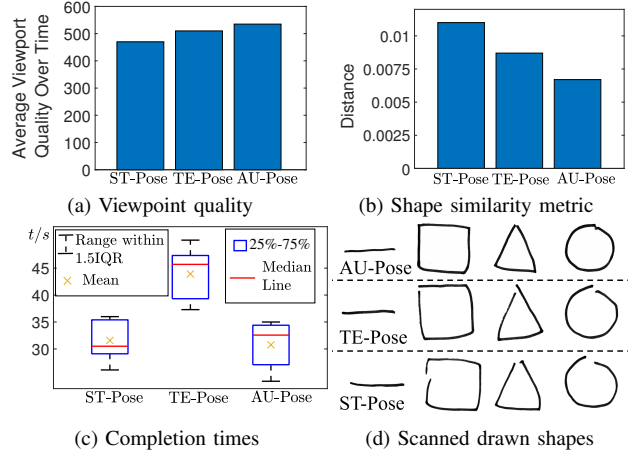 600
500
400
300
200
100
0
Average Viewport
Quality Over Time
ST-Pose TE-Pose AU-Pose
(a) Viewpoint quality
0.01
0.0075
0.005
0.0025
0
Distance
ST-Pose TE-Pose AU-Pose
(b) Shape similarity metric
t/s
45
35
30
Range within
1.5IQR
Mean
25%-75%
Median
Line
ST-Pose TE-Pose AU-Pose
(c) Completion times
AU-Pose
TE-Pose
ST-Pose
(d) Scanned drawn shapes